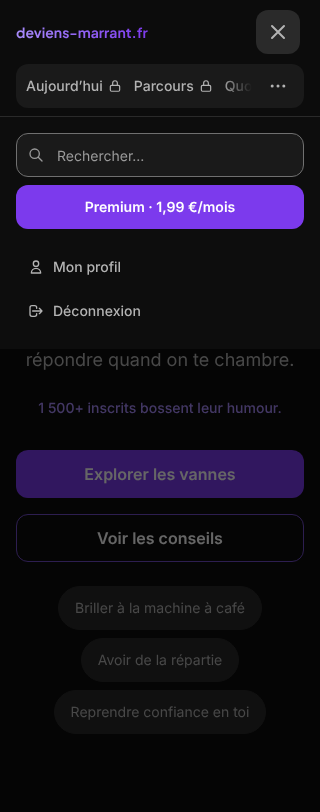 deviens-marrant.fr
Aujourd'hui Parcours Quo
Rechercher...
Premium · 1,99 €/mois
Mon profil
Déconnexion
répondre quand on te chambre.
1 500+ inscrits bossent leur humour.
Explorer les vannes
Voir les conseils
Briller à la machine à café
Avoir de la répartie
Reprendre confiance en toi